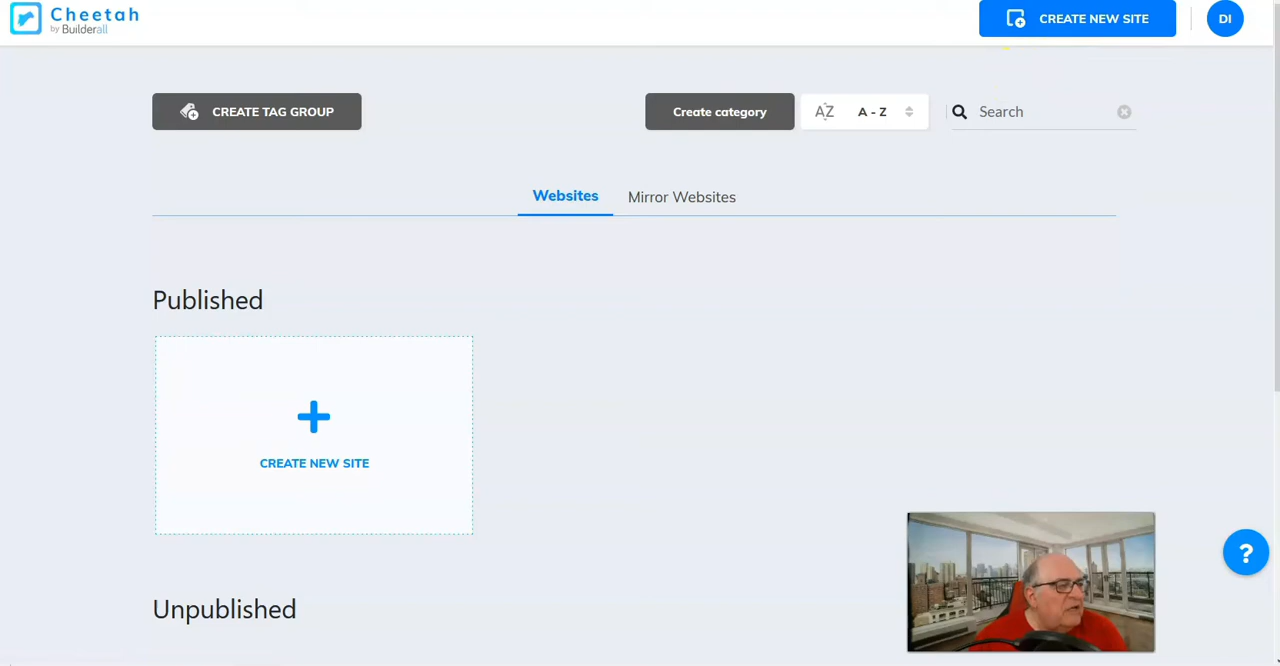 Cheetah
by Builderall
CREATE NEW SITE
DI
CREATE TAG GROUP
Create category
AZ
A - Z
Search
Websites
Mirror Websites
Published
CREATE NEW SITE
?
Unpublished